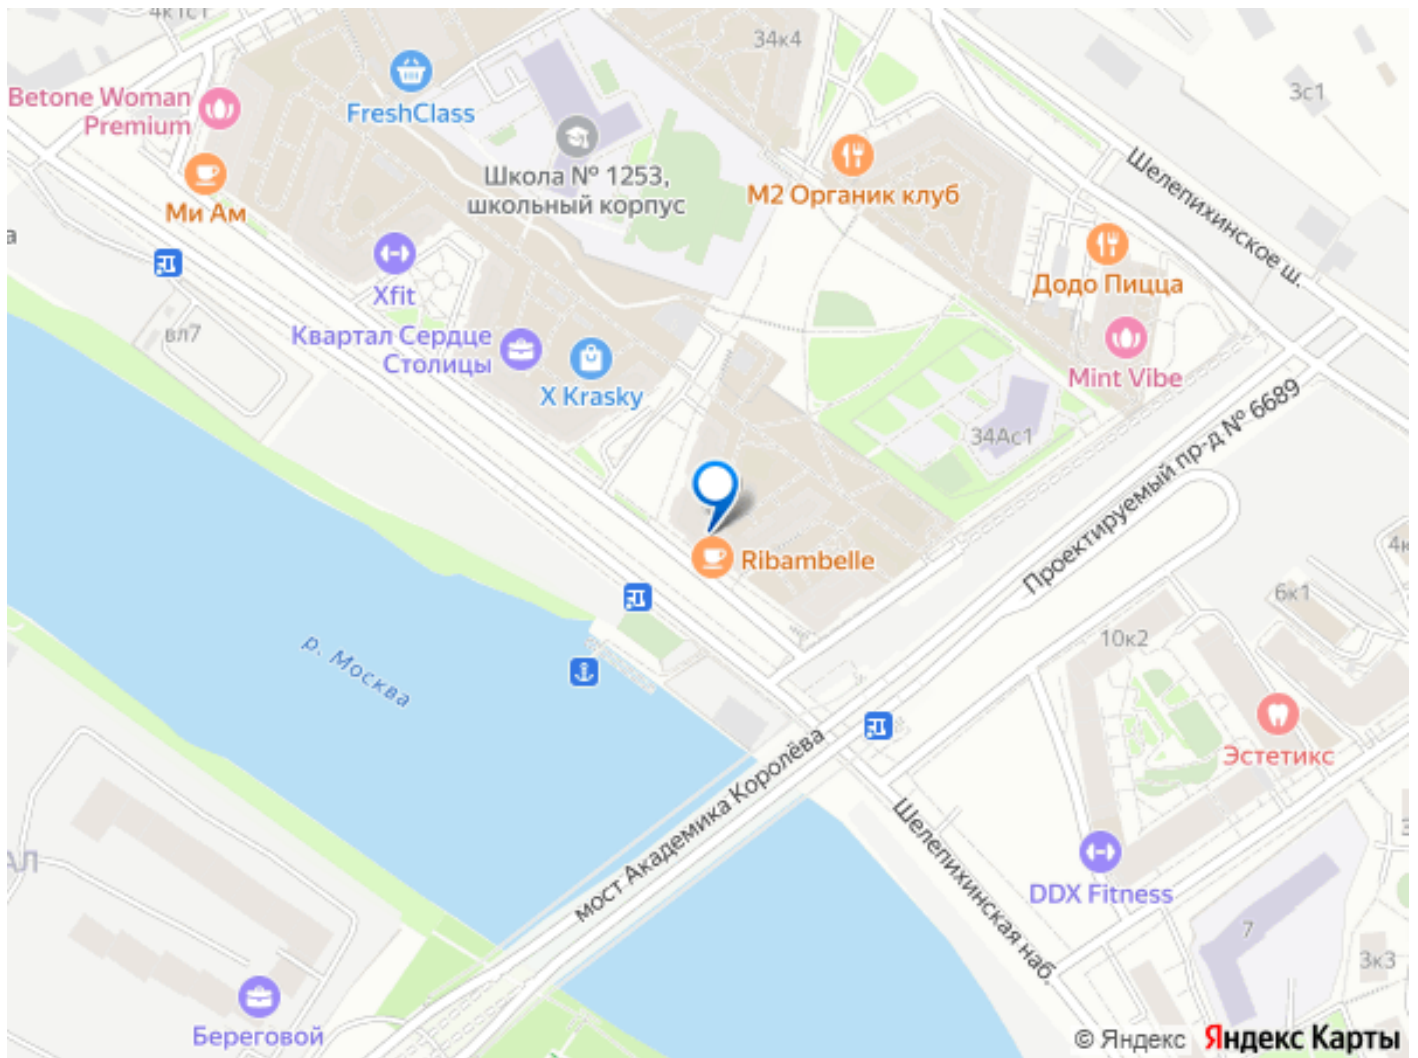 4к1с1
34к4
3с1
Betone Woman
Premium
FreshClass
Школа № 1253,
школьный корпус
М2 Органик клуб
Шелепихинское ш.
Ми Ам
а
Xfit
Додо Пицца
вл7
Квартал Сердце
Столицы
X Krasky
Mint Vibe
34Ас1
Проектируемый пр-д № 6689
Ribambelle
4к
6к1
10к2
р. Москва
Эстетикс
мост Академика Королёва
Шелепихинская наб.
АЛ
DDX Fitness
7
3к3
Береговой
© Яндекс Яндекс Карты